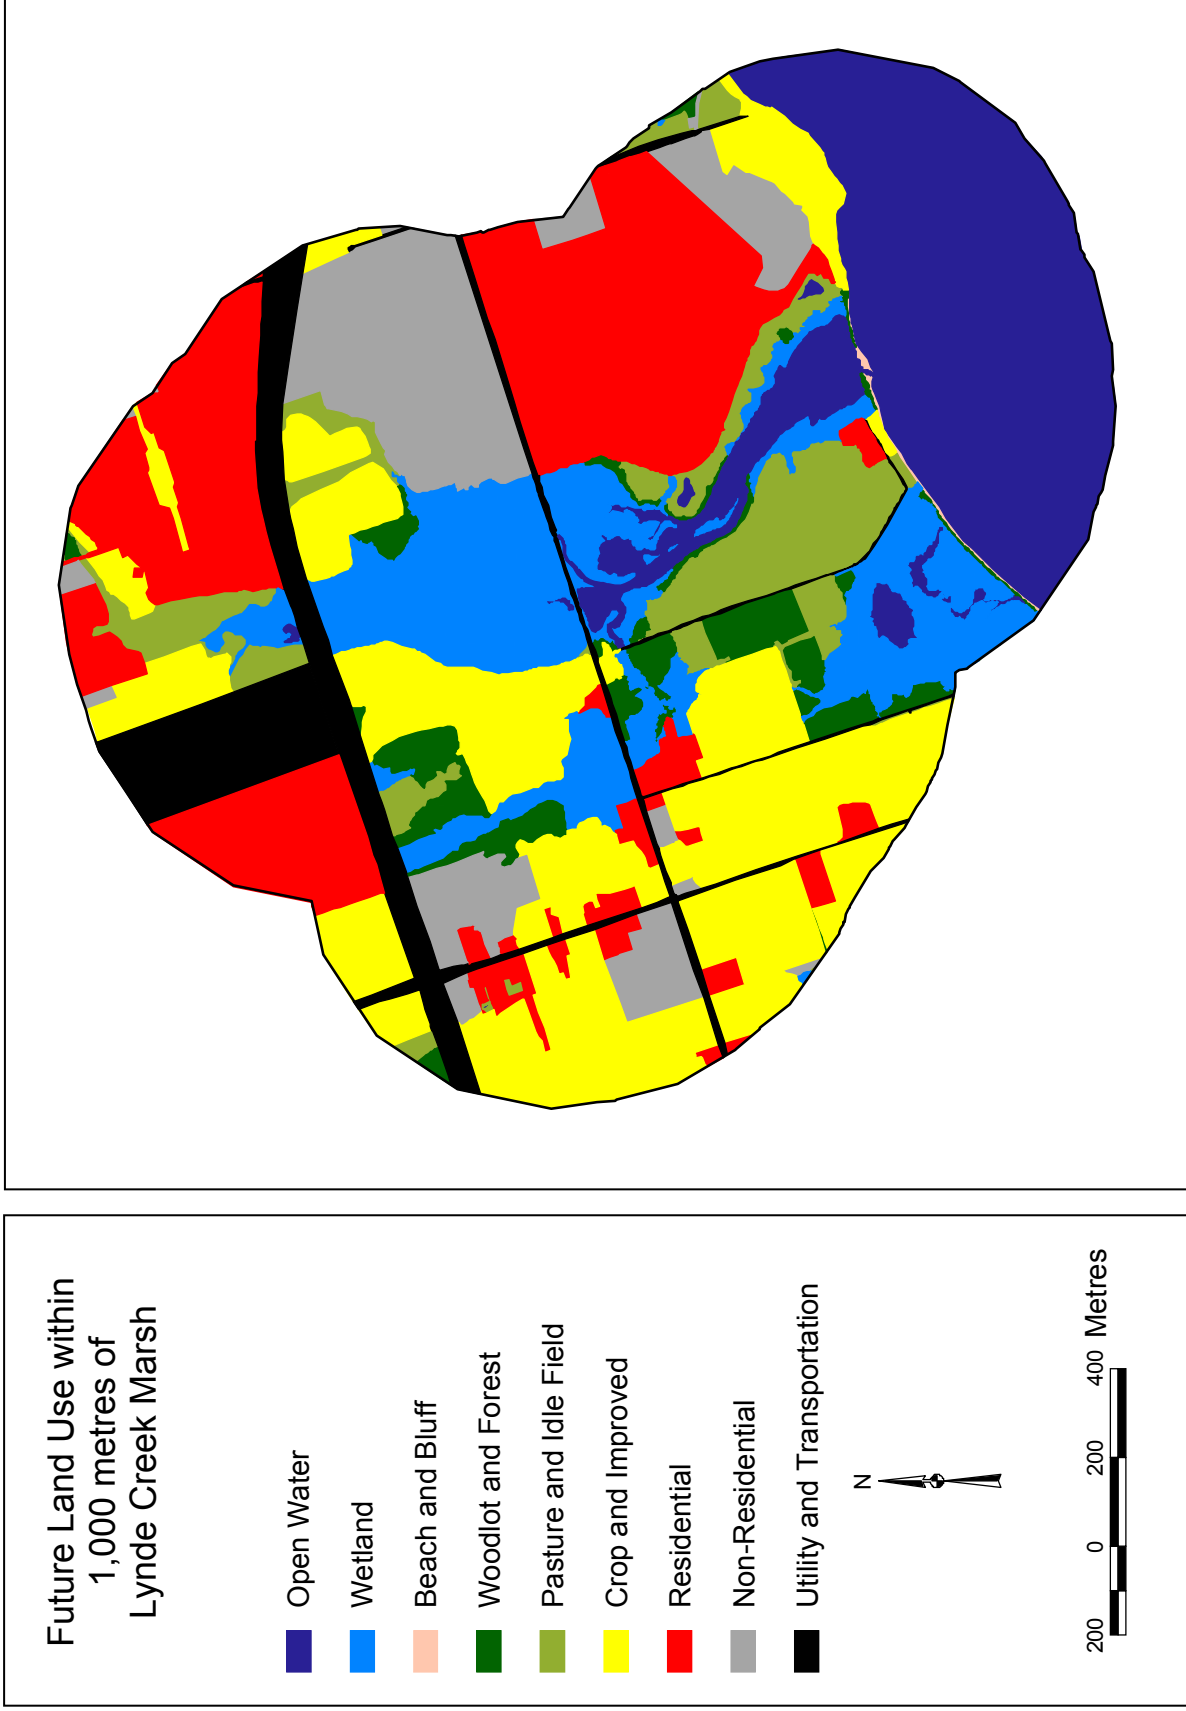 Future Land Use within
1,000 metres of
Lynde Creek Marsh
Open Water
Wetland
Beach and Bluff
Woodlot and Forest
Pasture and Idle Field
Crop and Improved
Residential
Non-Residential
Utility and Transportation
N
200 0 200 400 Metres